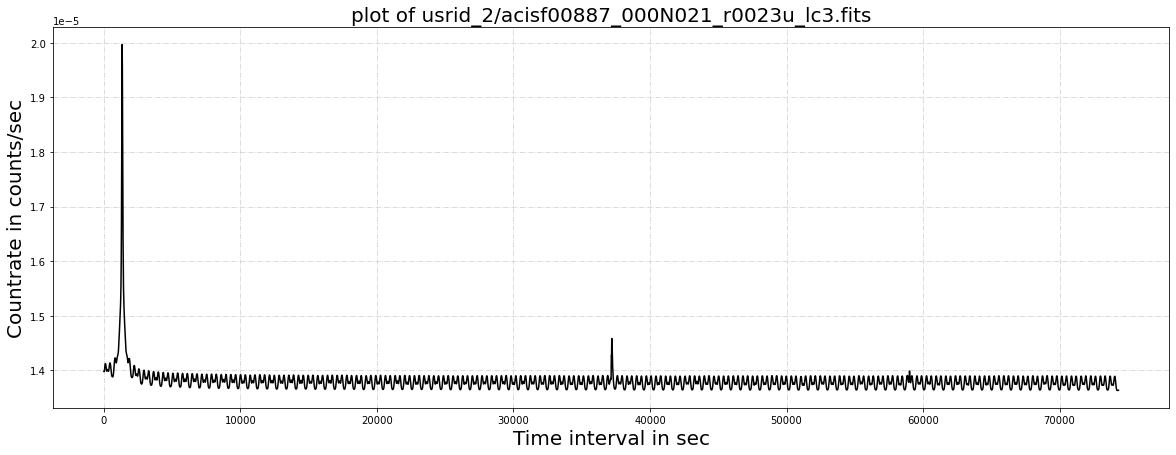 plot of usrid_2/acisf00887_000N021_r0023u_lc3.fits
1e−5
2.0
1.9
1.8
1.7
1.6
1.5
1.4
Countrate in counts/sec
0 10000 20000 30000 40000 50000 60000 70000
Time interval in sec